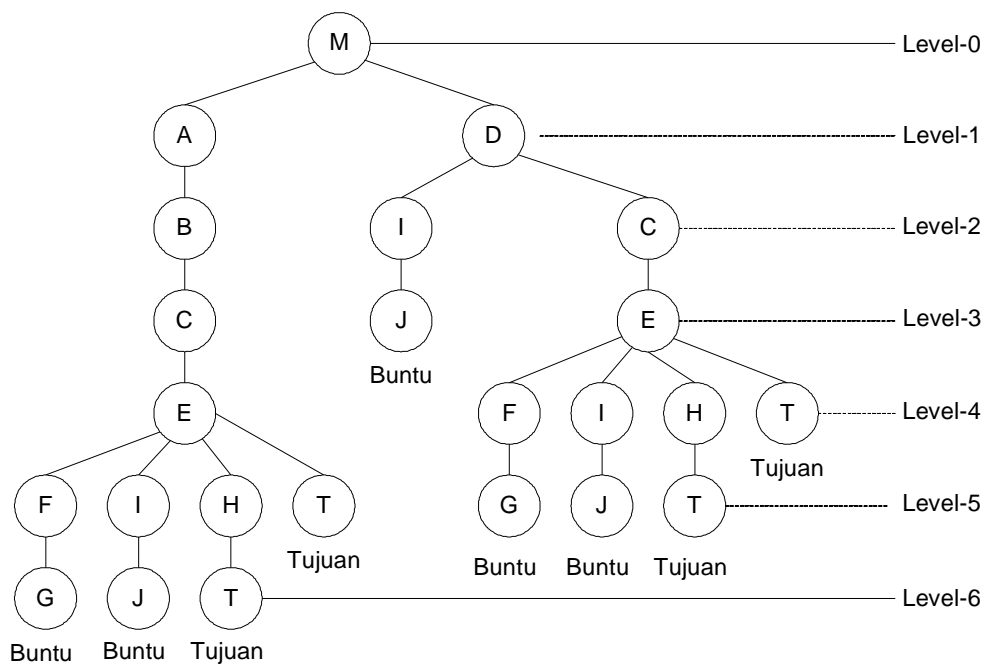 M Level-0
A D Level-1
B I C Level-2
C J E Level-3
Buntu
E F I H T Level-4
Tujuan
F I H T G J T Level-5
Tujuan Buntu Buntu Tujuan
G J T Level-6
Buntu Buntu Tujuan